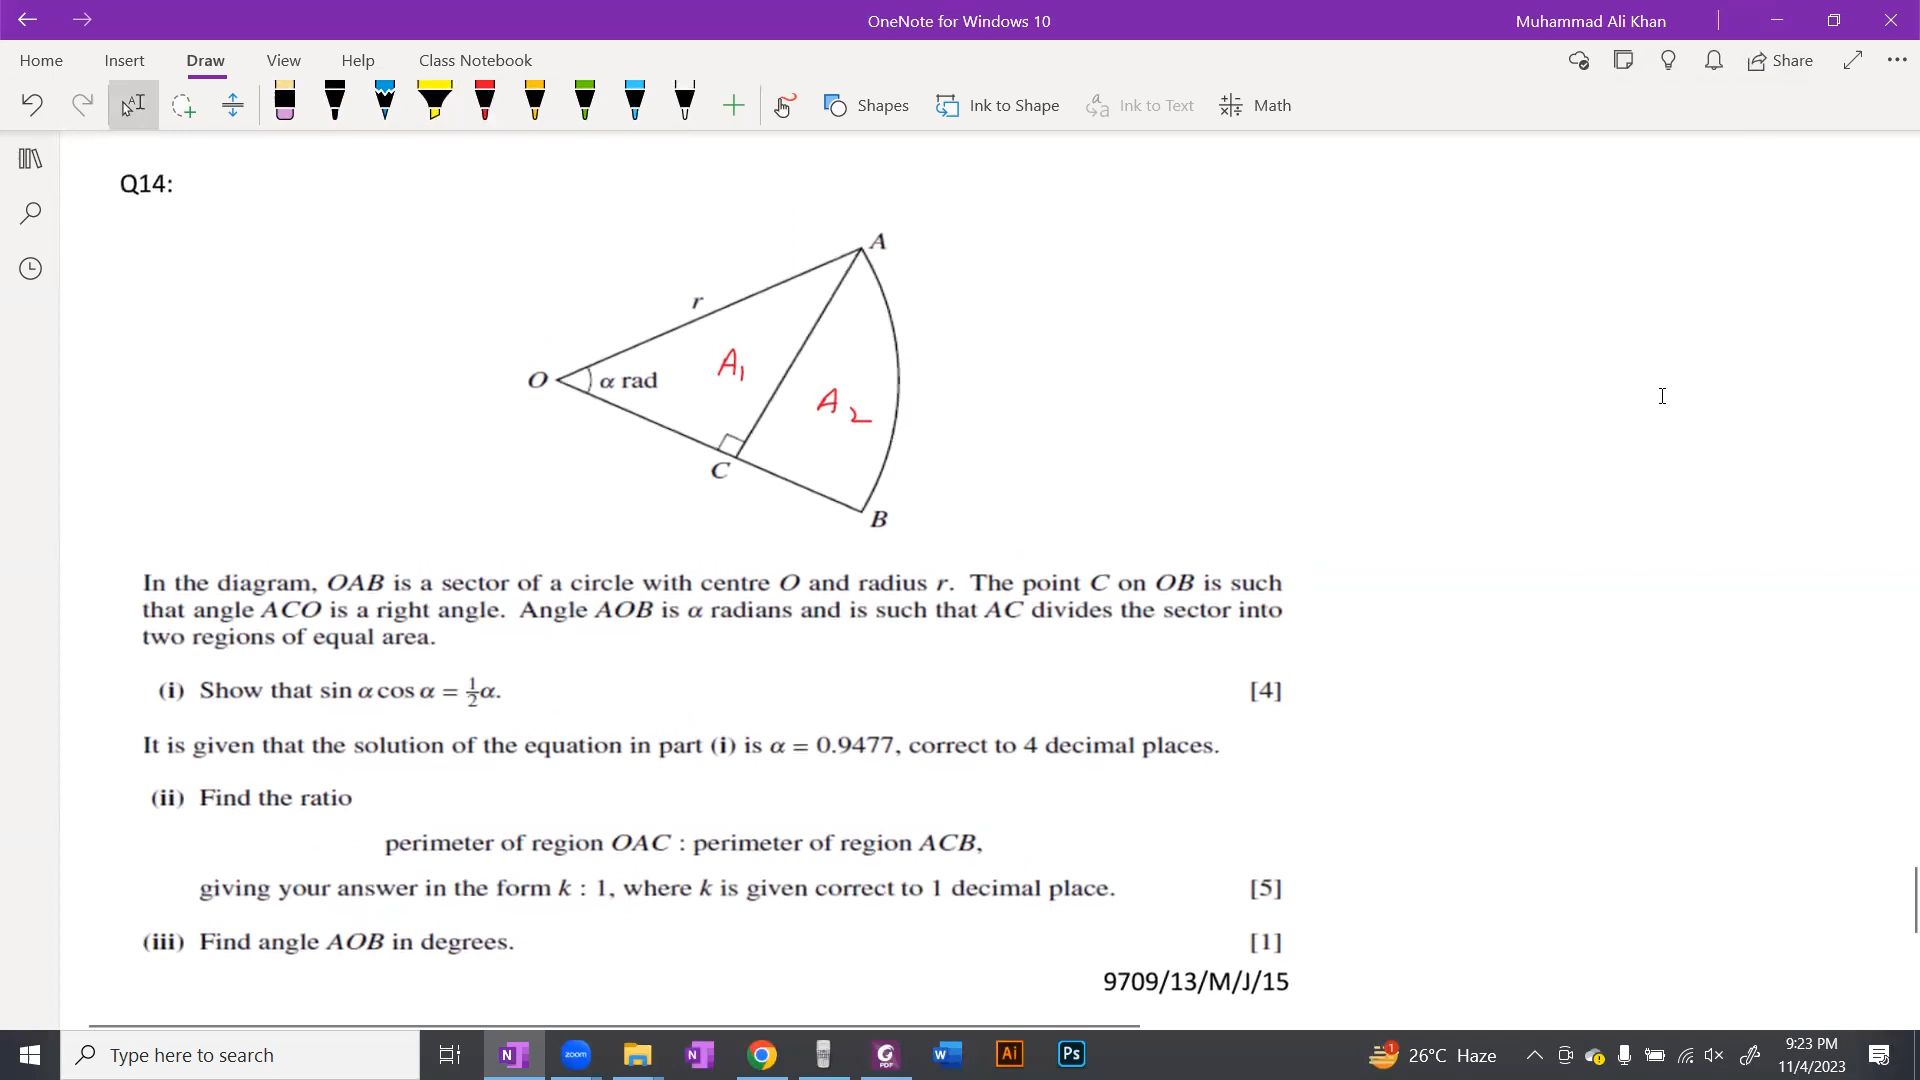 OneNote for Windows 10
Muhammad Ali Khan
Home Insert Draw View Help Class Notebook
Share
Shapes Ink to Shape Ink to Text Math
Q14:
A
r
A₁
O α rad
A₂
C
B
In the diagram, OAB is a sector of a circle with centre O and radius r. The point C on OB is such
that angle ACO is a right angle. Angle AOB is α radians and is such that AC divides the sector into
two regions of equal area.
(i) Show that sin α cos α = ½α. [4]
It is given that the solution of the equation in part (i) is α = 0.9477, correct to 4 decimal places.
(ii) Find the ratio
perimeter of region OAC : perimeter of region ACB,
giving your answer in the form k : 1, where k is given correct to 1 decimal place. [5]
(iii) Find angle AOB in degrees. [1]
9709/13/M/J/15
Type here to search
zoom
Ai
Ps
26°C Haze
9:23 PM
11/4/2023